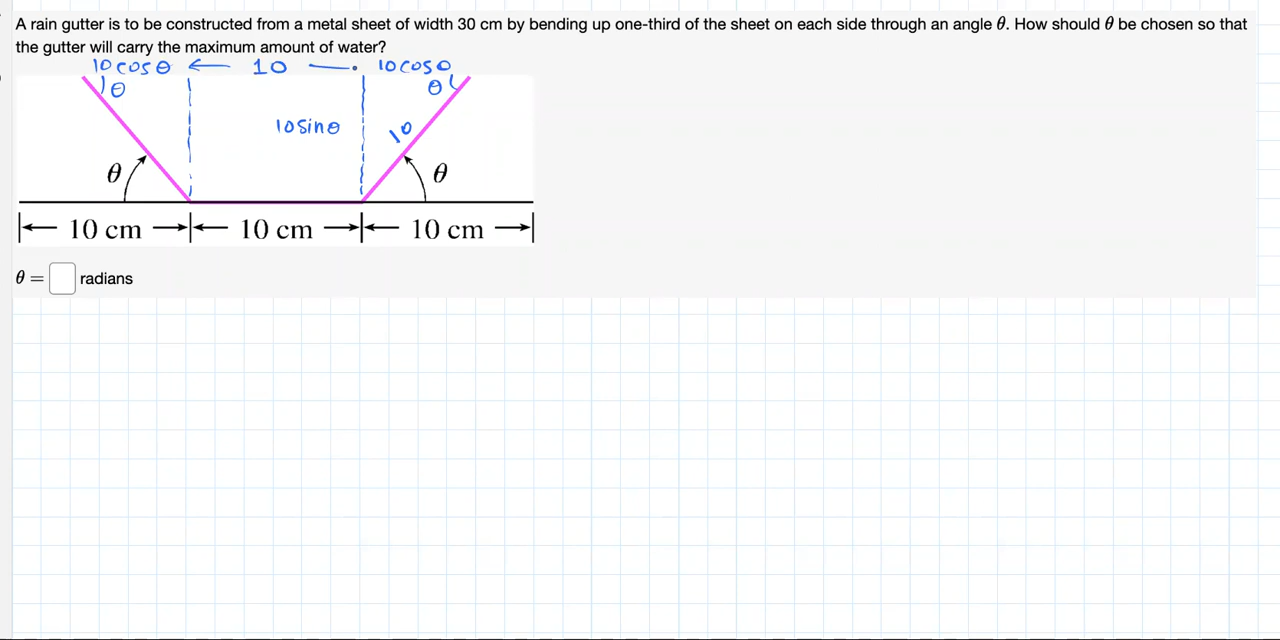 A rain gutter is to be constructed from a metal sheet of width 30 cm by bending up one-third of the sheet on each side through an angle θ. How should θ be chosen so that
the gutter will carry the maximum amount of water?
10cosθ ← 10 — 10cosθ
θ θ
10sinθ 10
θ θ
|← 10 cm →|← 10 cm →|← 10 cm →|
θ = radians